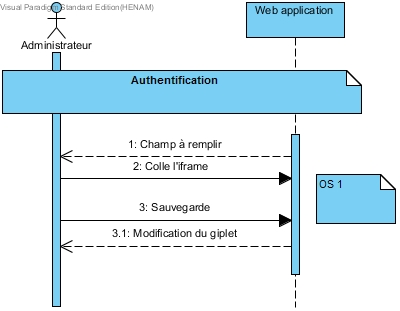 Visual Paradigm Standard Edition(HENAM)
Web application
Administrateur
Authentification
1: Champ à remplir
2: Colle l'iframe
OS 1
3: Sauvegarde
3.1: Modification du giplet